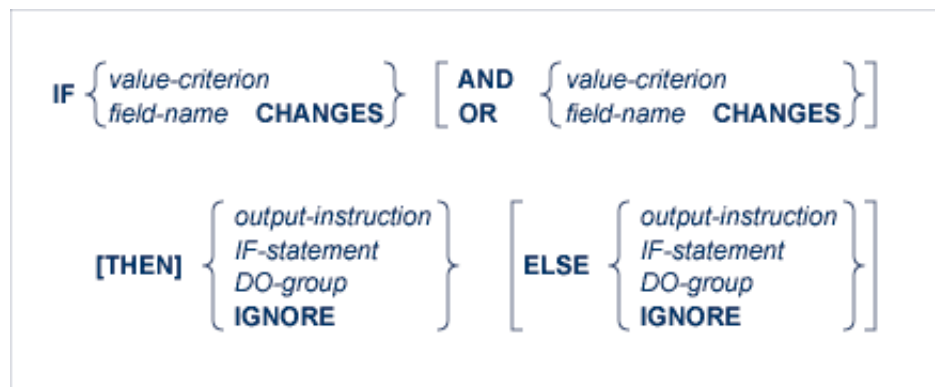 value-criterion AND value-criterion
IF field-name CHANGES OR field-name CHANGES
output-instruction output-instruction
IF-statement IF-statement
[THEN] DO-group ELSE DO-group
IGNORE IGNORE